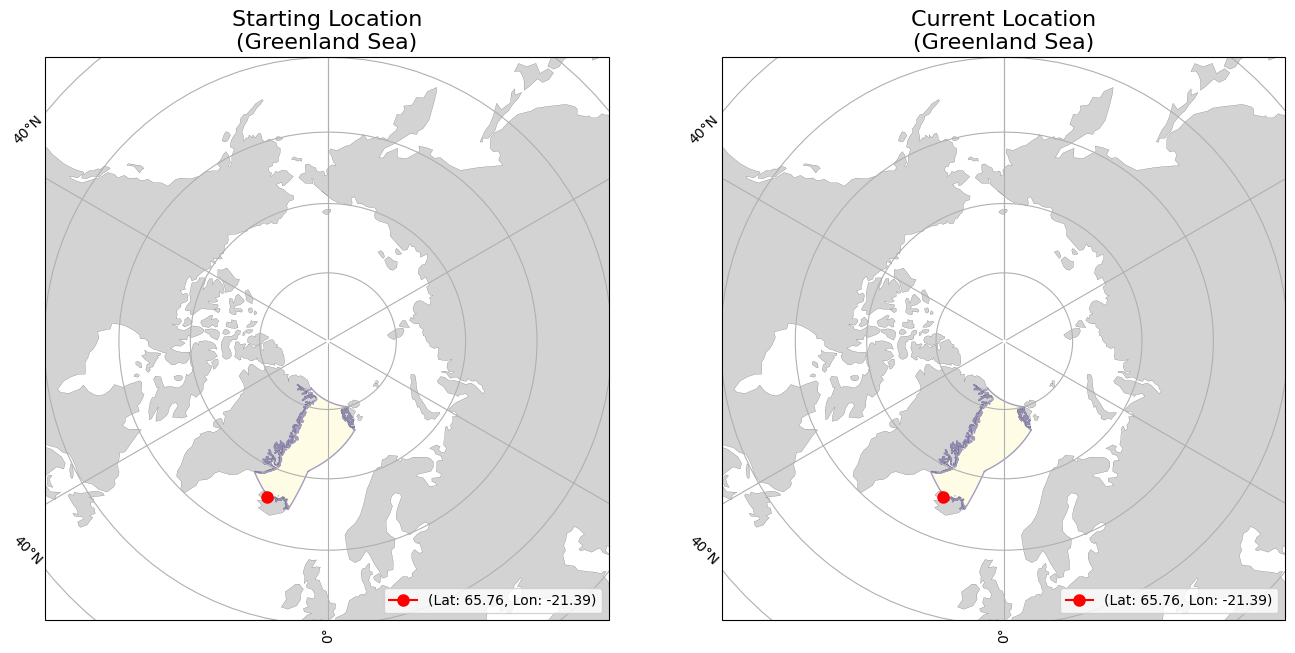 Starting Location
(Greenland Sea)
Current Location
(Greenland Sea)
40°N
40°N
40°N
40°N
(Lat: 65.76, Lon: -21.39)
(Lat: 65.76, Lon: -21.39)
0°
0°